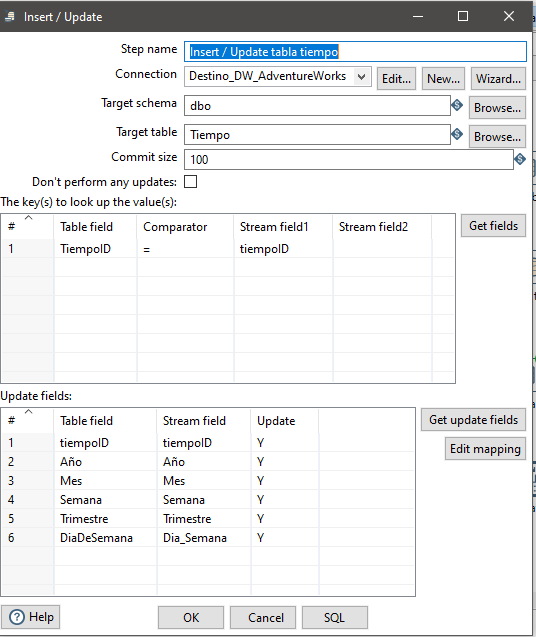 Insert / Update
Step name Insert / Update tabla tiempo
Connection Destino_DW_AdventureWorks Edit... New... Wizard...
Target schema dbo Browse...
Target table Tiempo Browse...
Commit size 100
Don't perform any updates:
The key(s) to look up the value(s):
# Table field Comparator Stream field1 Stream field2 Get fields
1 TiempoID = tiempoID
Update fields:
# Table field Stream field Update Get update fields
Edit mapping
1 tiempoID tiempoID Y
2 Año Año Y
3 Mes Mes Y
4 Semana Semana Y
5 Trimestre Trimestre Y
6 DiaDeSemana Dia_Semana Y
Help OK Cancel SQL